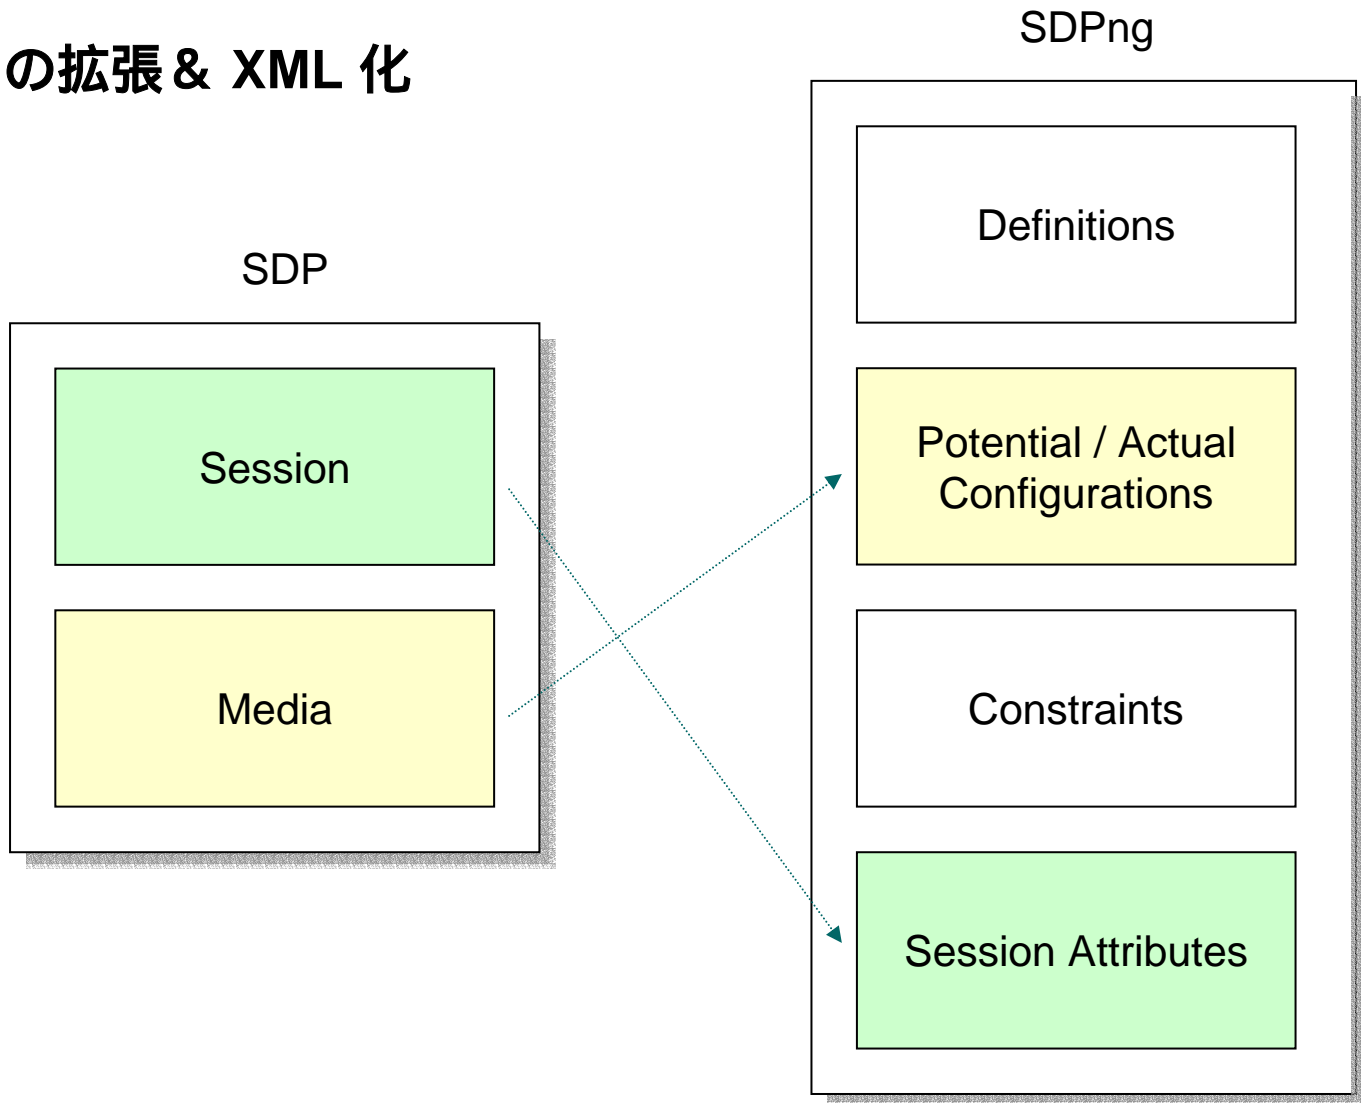 の拡張& XML 化
SDP
Session
Media
SDPng
Definitions
Potential / Actual
Configurations
Constraints
Session Attributes